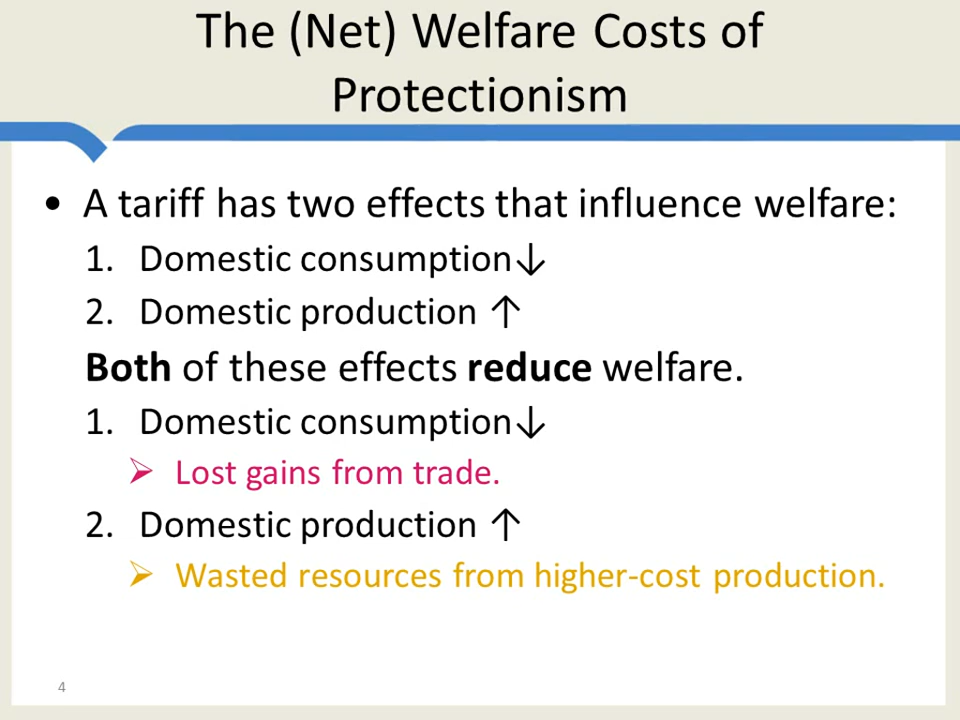 The (Net) Welfare Costs of
Protectionism
• A tariff has two effects that influence welfare:
1. Domestic consumption↓
2. Domestic production ↑
Both of these effects reduce welfare.
1. Domestic consumption↓
➢ Lost gains from trade.
2. Domestic production ↑
➢ Wasted resources from higher-cost production.
4